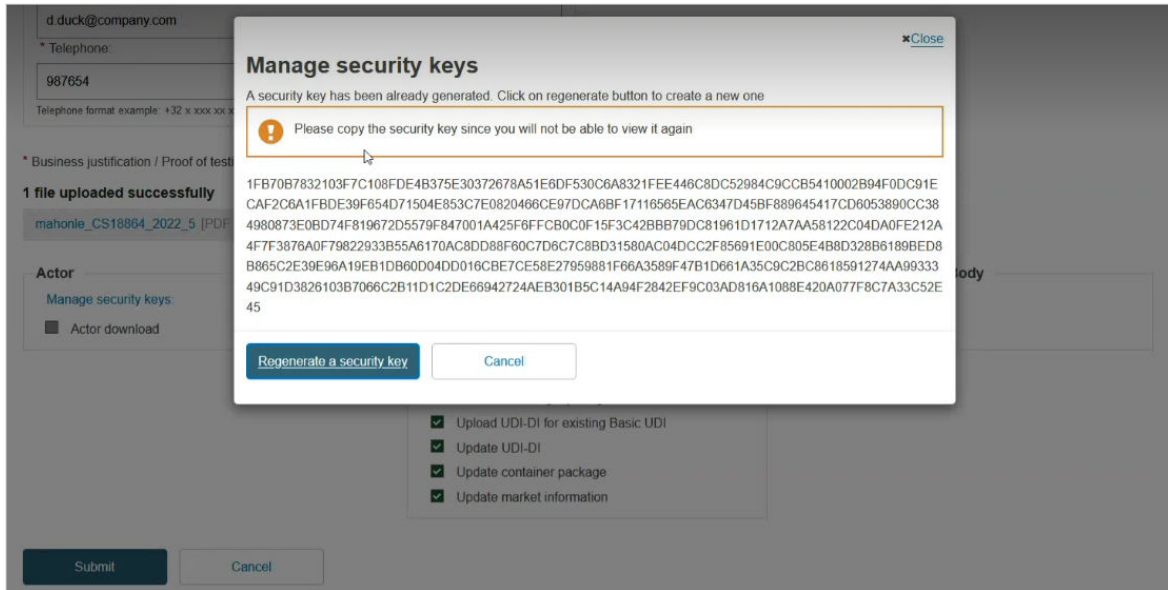 d.duck@company.com
* Telephone:
987654
Telephone format example: +32 x xxx xx x
* Business justification / Proof of testi
1 file uploaded successfully
mahonle_CS18864_2022_5 [PDF
Actor
Manage security keys:
Actor download
ody
×Close
Manage security keys
A security key has been already generated. Click on regenerate button to create a new one
Please copy the security key since you will not be able to view it again
1FB70B7832103F7C108FDE4B375E30372678A51E6DF530C6A8321FEE446C8DC52984C9CCB5410002B94F0DC91E
CAF2C6A1FBDE39F654D71504E853C7E0820466CE97DCA6BF17116565EAC6347D45BF889645417CD6053890CC38
4980873E0BD74F819672D5579F847001A425F6FFCB0C0F15F3C42BBB79DC81961D1712A7AA58122C04DA0FE212A
4F7F3876A0F79822933B55A6170AC8DD88F60C7D6C7C8BD31580AC04DCC2F85691E00C805E4B8D328B6189BED8
B865C2E39E96A19EB1DB60D04DD016CBE7CE58E27959881F66A3589F47B1D661A35C9C2BC8618591274AA99333
49C91D3826103B7066C2B11D1C2DE66942724AEB301B5C14A94F2842EF9C03AD816A1088E420A077F8C7A33C52E
45
Regenerate a security key
Cancel
Upload UDI-DI for existing Basic UDI
Update UDI-DI
Update container package
Update market information
Submit
Cancel